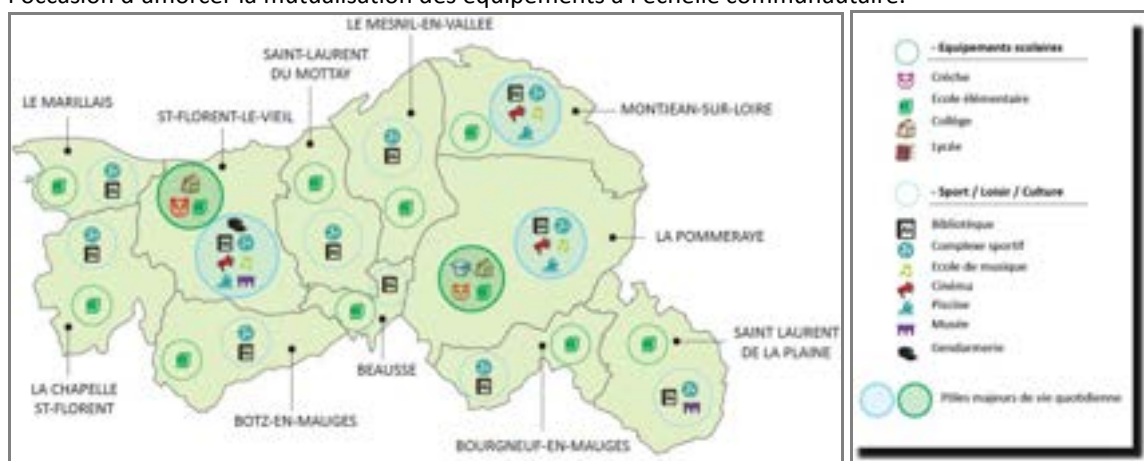 l'occasion d'amorcer la mutualisation des équipements à l'échelle communautaire.
LE MESNIL-EN-VALLEE
SAINT-LAURENT
DU MOTTAY
LE MARILLAIS
ST-FLORENT-LE-VIEIL
MONTJEAN-SUR-LOIRE
LA POMMERAYE
SAINT LAURENT
DE LA PLAINE
BEAUSSE
LA CHAPELLE
ST-FLORENT
BOTZ-EN-MAUGES
BOURGNEUF-EN-MAUGES
- Equipements scolaires
Crèche
Ecole élémentaire
Collège
Lycée
- Sport / Loisir / Culture
Bibliotique
Complexe sportif
Ecole de musique
Cinéma
Piscine
Musée
Gendarmerie
Pôles majeurs de vie quotidienne